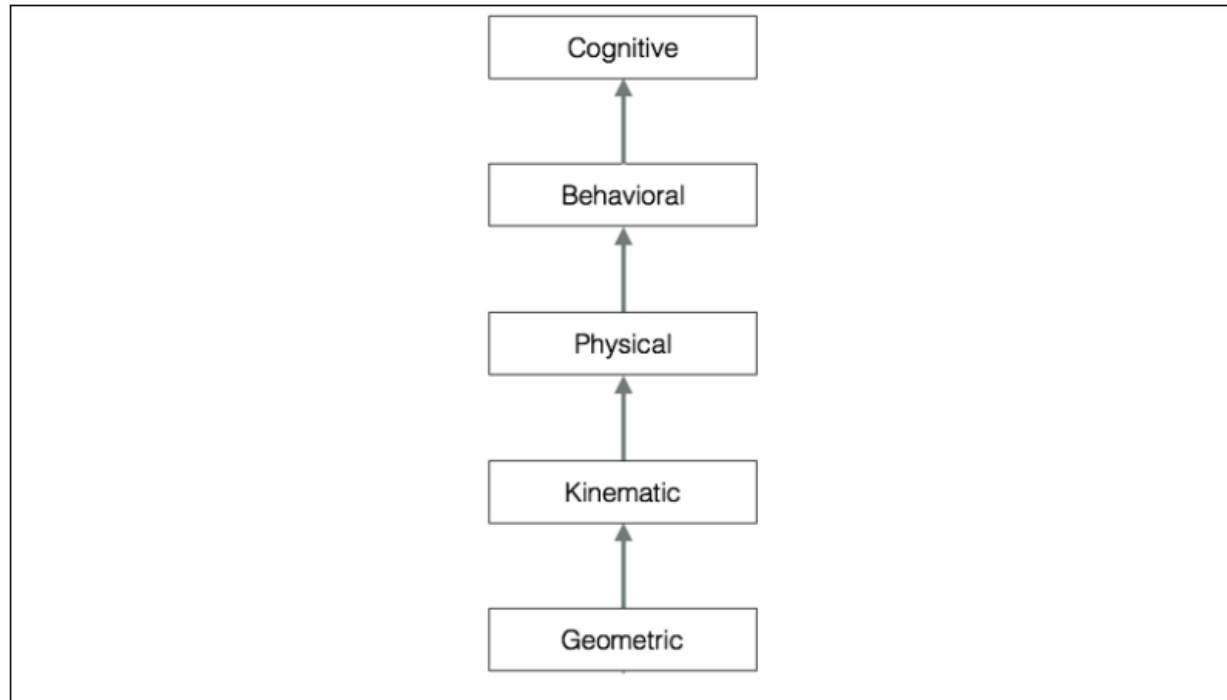 Cognitive
Behavioral
Physical
Kinematic
Geometric